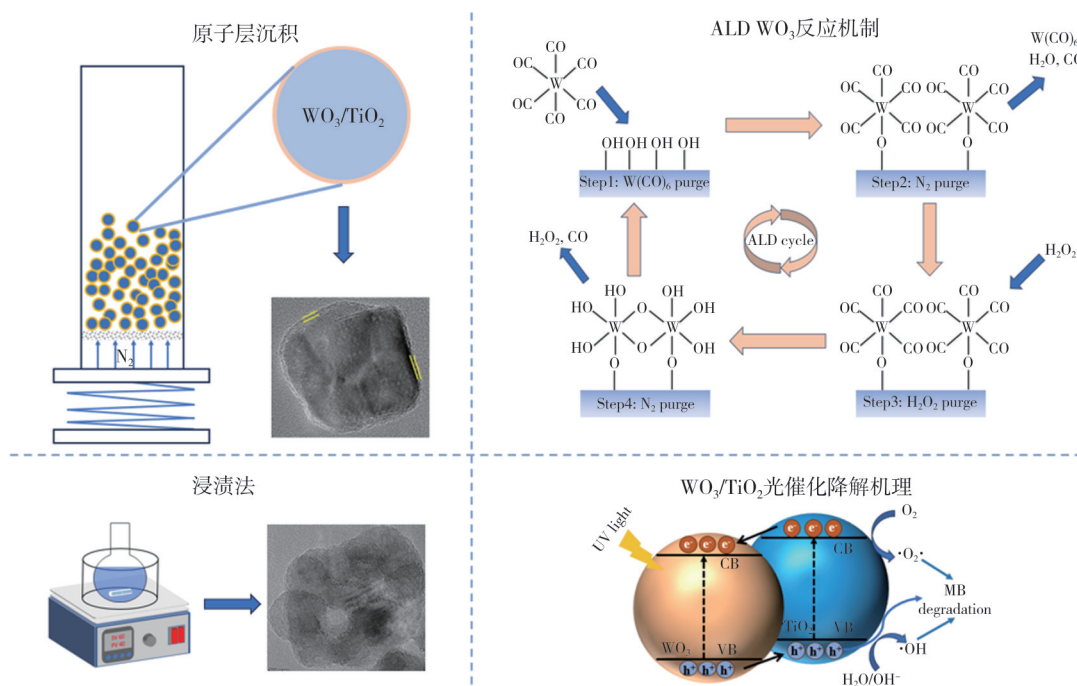 原子层沉积
WO₃/TiO₂
N₂
ALD WO₃反应机制
CO
OC CO
W
OC CO
CO
OH OH OH OH
Step1: W(CO)₆ purge
W(CO)₆
H₂O, CO
CO CO
OC CO OC CO
W W
OC CO OC CO
O O
Step2: N₂ purge
ALD cycle
H₂O₂, CO
H₂O₂
HO OH
HO O OH
W W
HO O OH
O O
Step4: N₂ purge
CO CO
OC CO OC CO
W W
OC CO OC CO
O O
Step3: H₂O₂ purge
浸渍法
WO₃/TiO₂光催化降解机理
UV light
e⁻ e⁻ e⁻
CB
WO₃ VB
h⁺ h⁺ h⁺
e⁻ e⁻ e⁻
CB
TiO₂ VB
h⁺ h⁺ h⁺
O₂
·O₂·
MB
degradation
·OH
H₂O/OH⁻